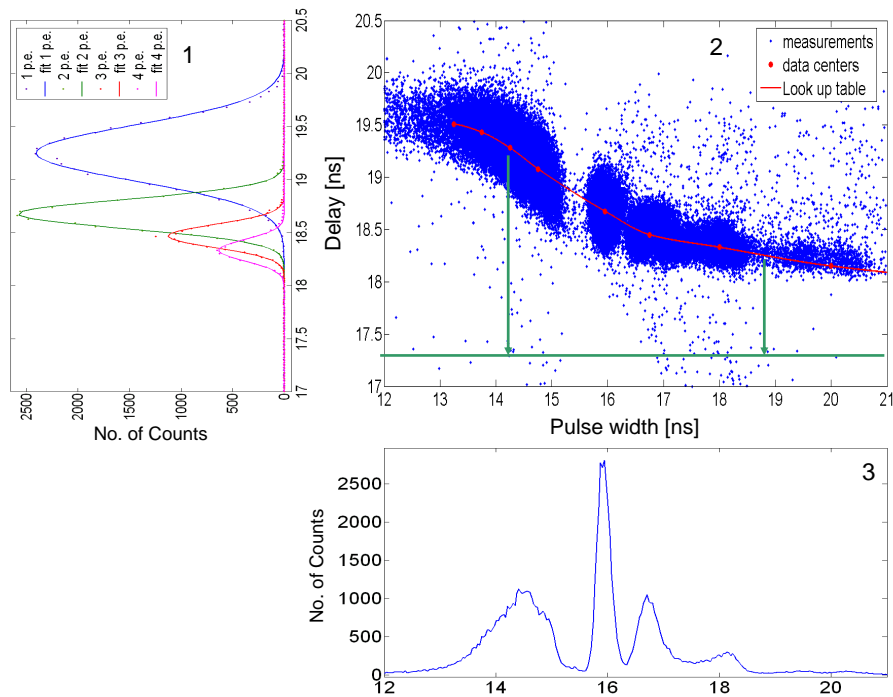 1
1 p.e.
fit 1 p.e.
2 p.e.
fit 2 p.e.
3 p.e.
fit 3 p.e.
4 p.e.
fit 4 p.e.
20.5
20
19.5
19
18.5
18
17.5
17
2500
2000
1500
1000
500
0
No. of Counts
2
measurements
data centers
Look up table
Delay [ns]
20.5
20
19.5
19
18.5
18
17.5
17
12 13 14 15 16 17 18 19 20 21
Pulse width [ns]
3
No. of Counts
2500
2000
1500
1000
500
0
12 14 16 18 20